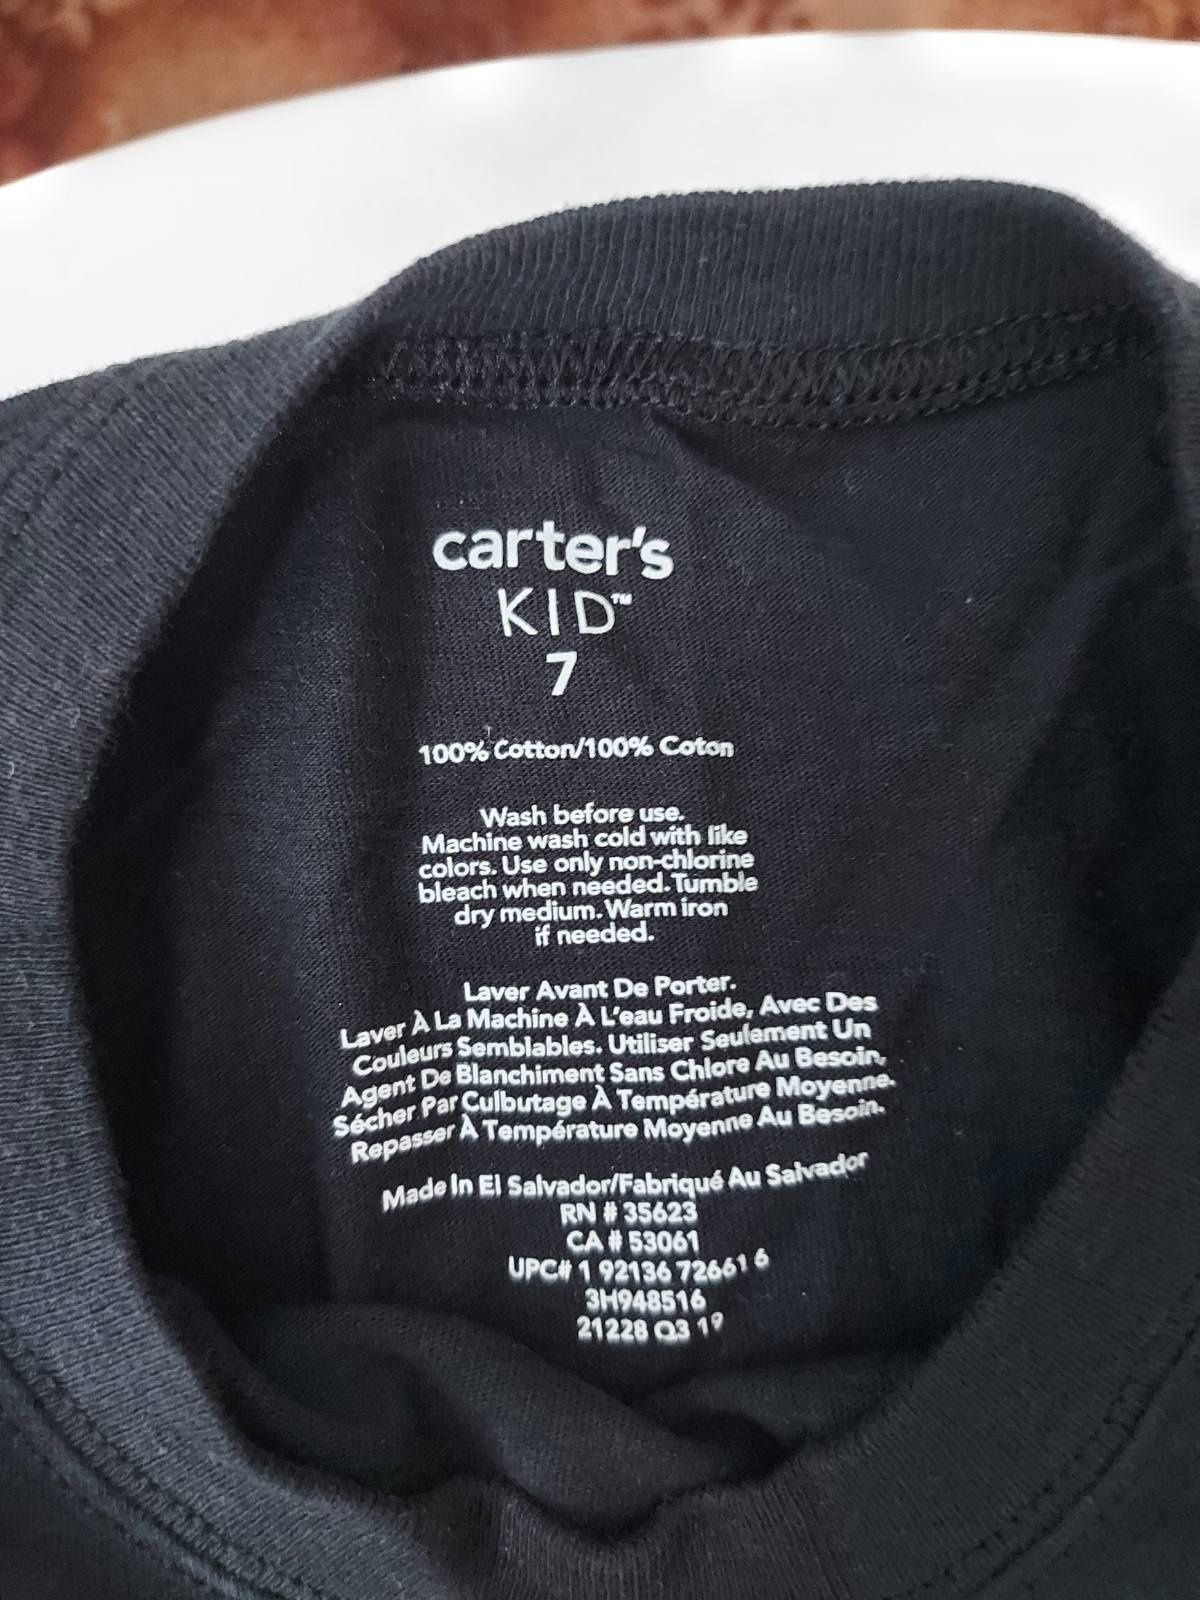 carter's
KID™
7
100% Cotton/100% Coton
Wash before use.
Machine wash cold with like
colors. Use only non-chlorine
bleach when needed. Tumble
dry medium. Warm iron
if needed.
Laver Avant De Porter.
Laver À La Machine À L'eau Froide, Avec Des
Couleurs Semblables. Utiliser Seulement Un
Agent De Blanchiment Sans Chlore Au Besoin,
Sécher Par Culbutage À Température Moyenne.
Repasser À Température Moyenne Au Besoin.
Made In El Salvador/Fabriqué Au Salvador
RN # 35623
CA # 53061
UPC# 1 92136 72661 6
3H948516
21228 Q3 19